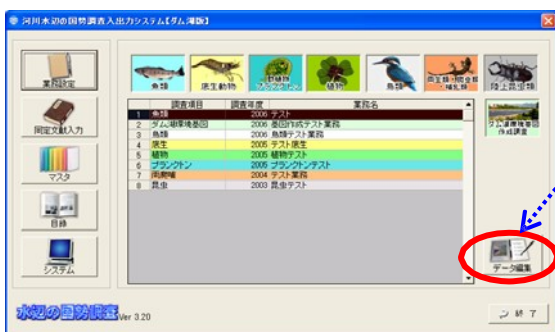 河川水辺の国勢調査入出力システム【ダム湖版】
業務設定
同定文献入力
マスタ
目録
システム
魚類
底生動物
動植物プランクトン
植物
鳥類
両生類・爬虫類・哺乳類
陸上昆虫類
調査項目 調査年度 業務名
1 魚類 2006 テスト
2 ダム湖環境基図 2006 基図作成テスト業務
3 鳥類 2006 鳥類テスト業務
4 底生 2005 テスト底生
5 植物 2005 植物テスト
6 プランクトン 2005 プランクトンテスト
7 両爬哺 2004 テスト業務
8 昆虫 2003 昆虫テスト
ダム湖環境基図
作成調査
データ編集
水辺の国勢調査 Ver 3.20
終了